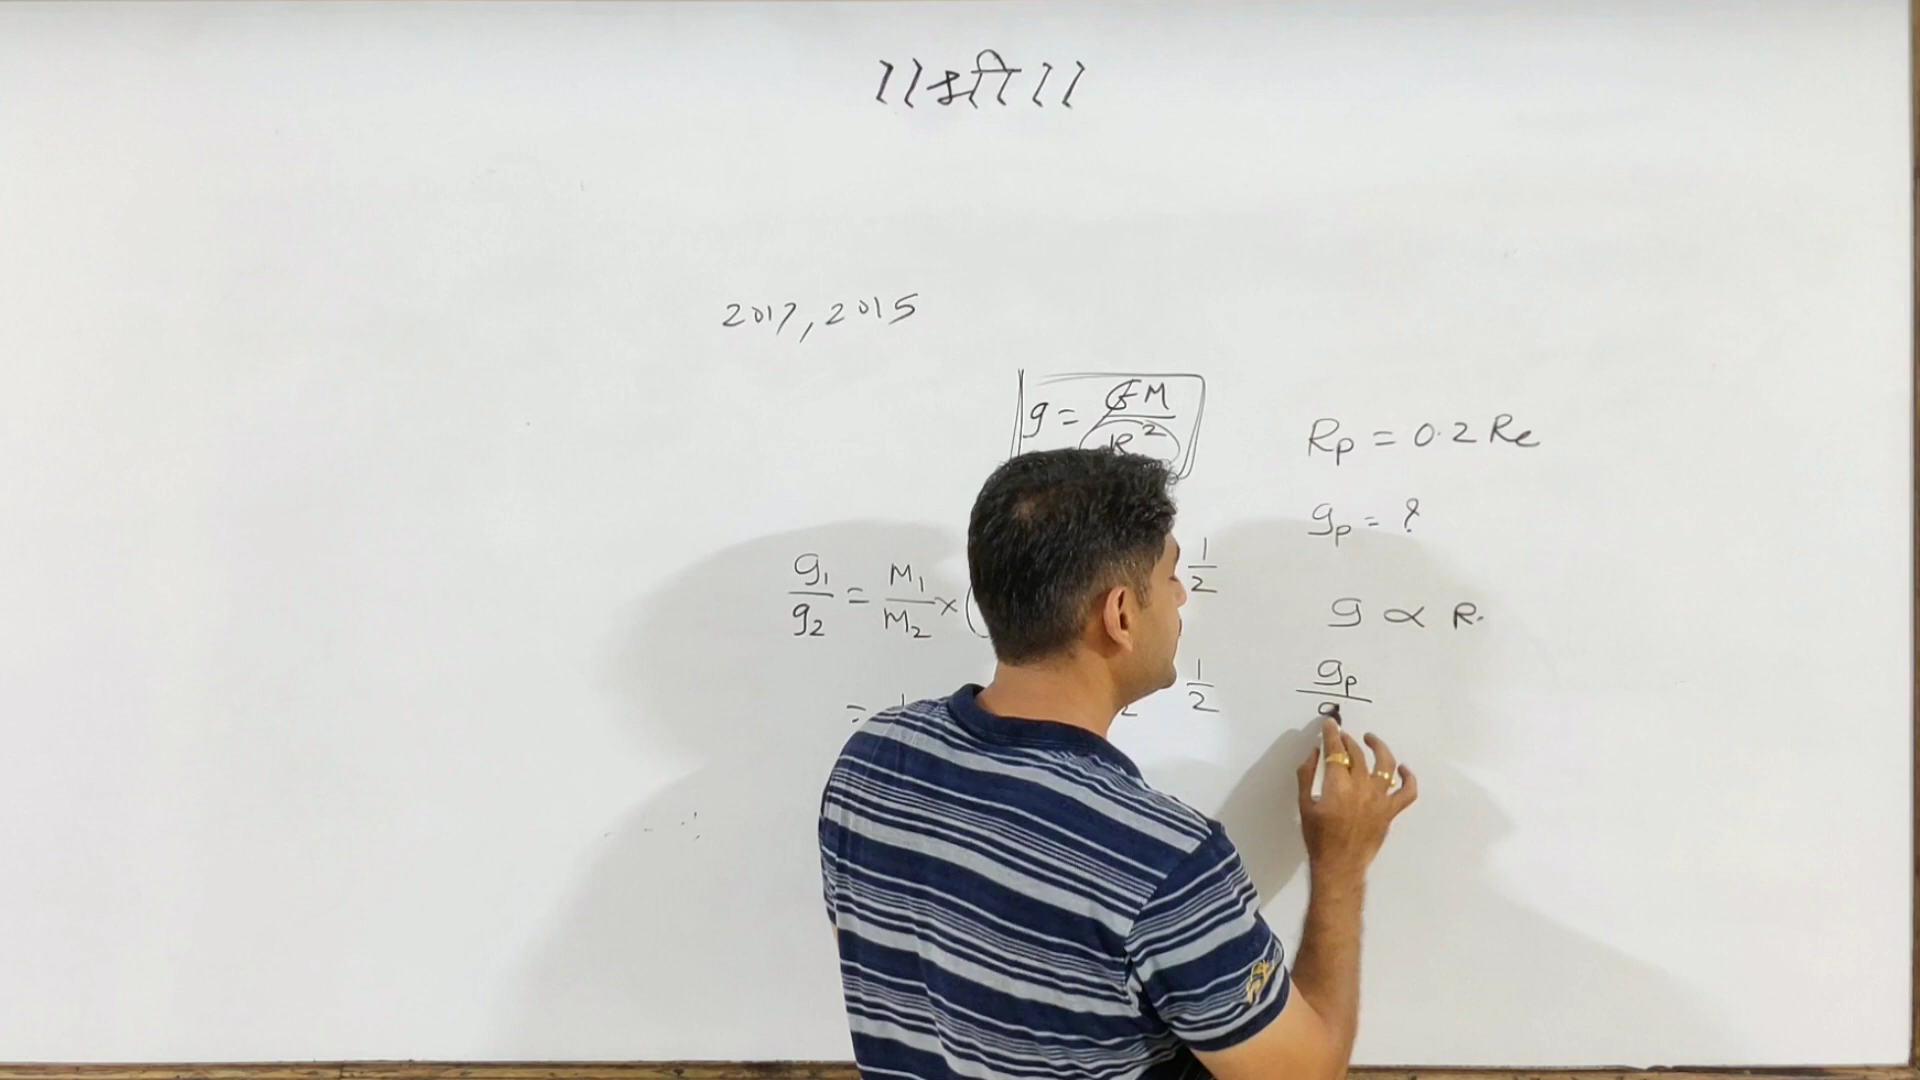 ।।श्री।।
2017, 2015
g = GM / R²
g₁/g₂ = M₁/M₂ × (
1/2
=
1/2
Rp = 0.2 Re
gp = ?
g ∝ R.
gp